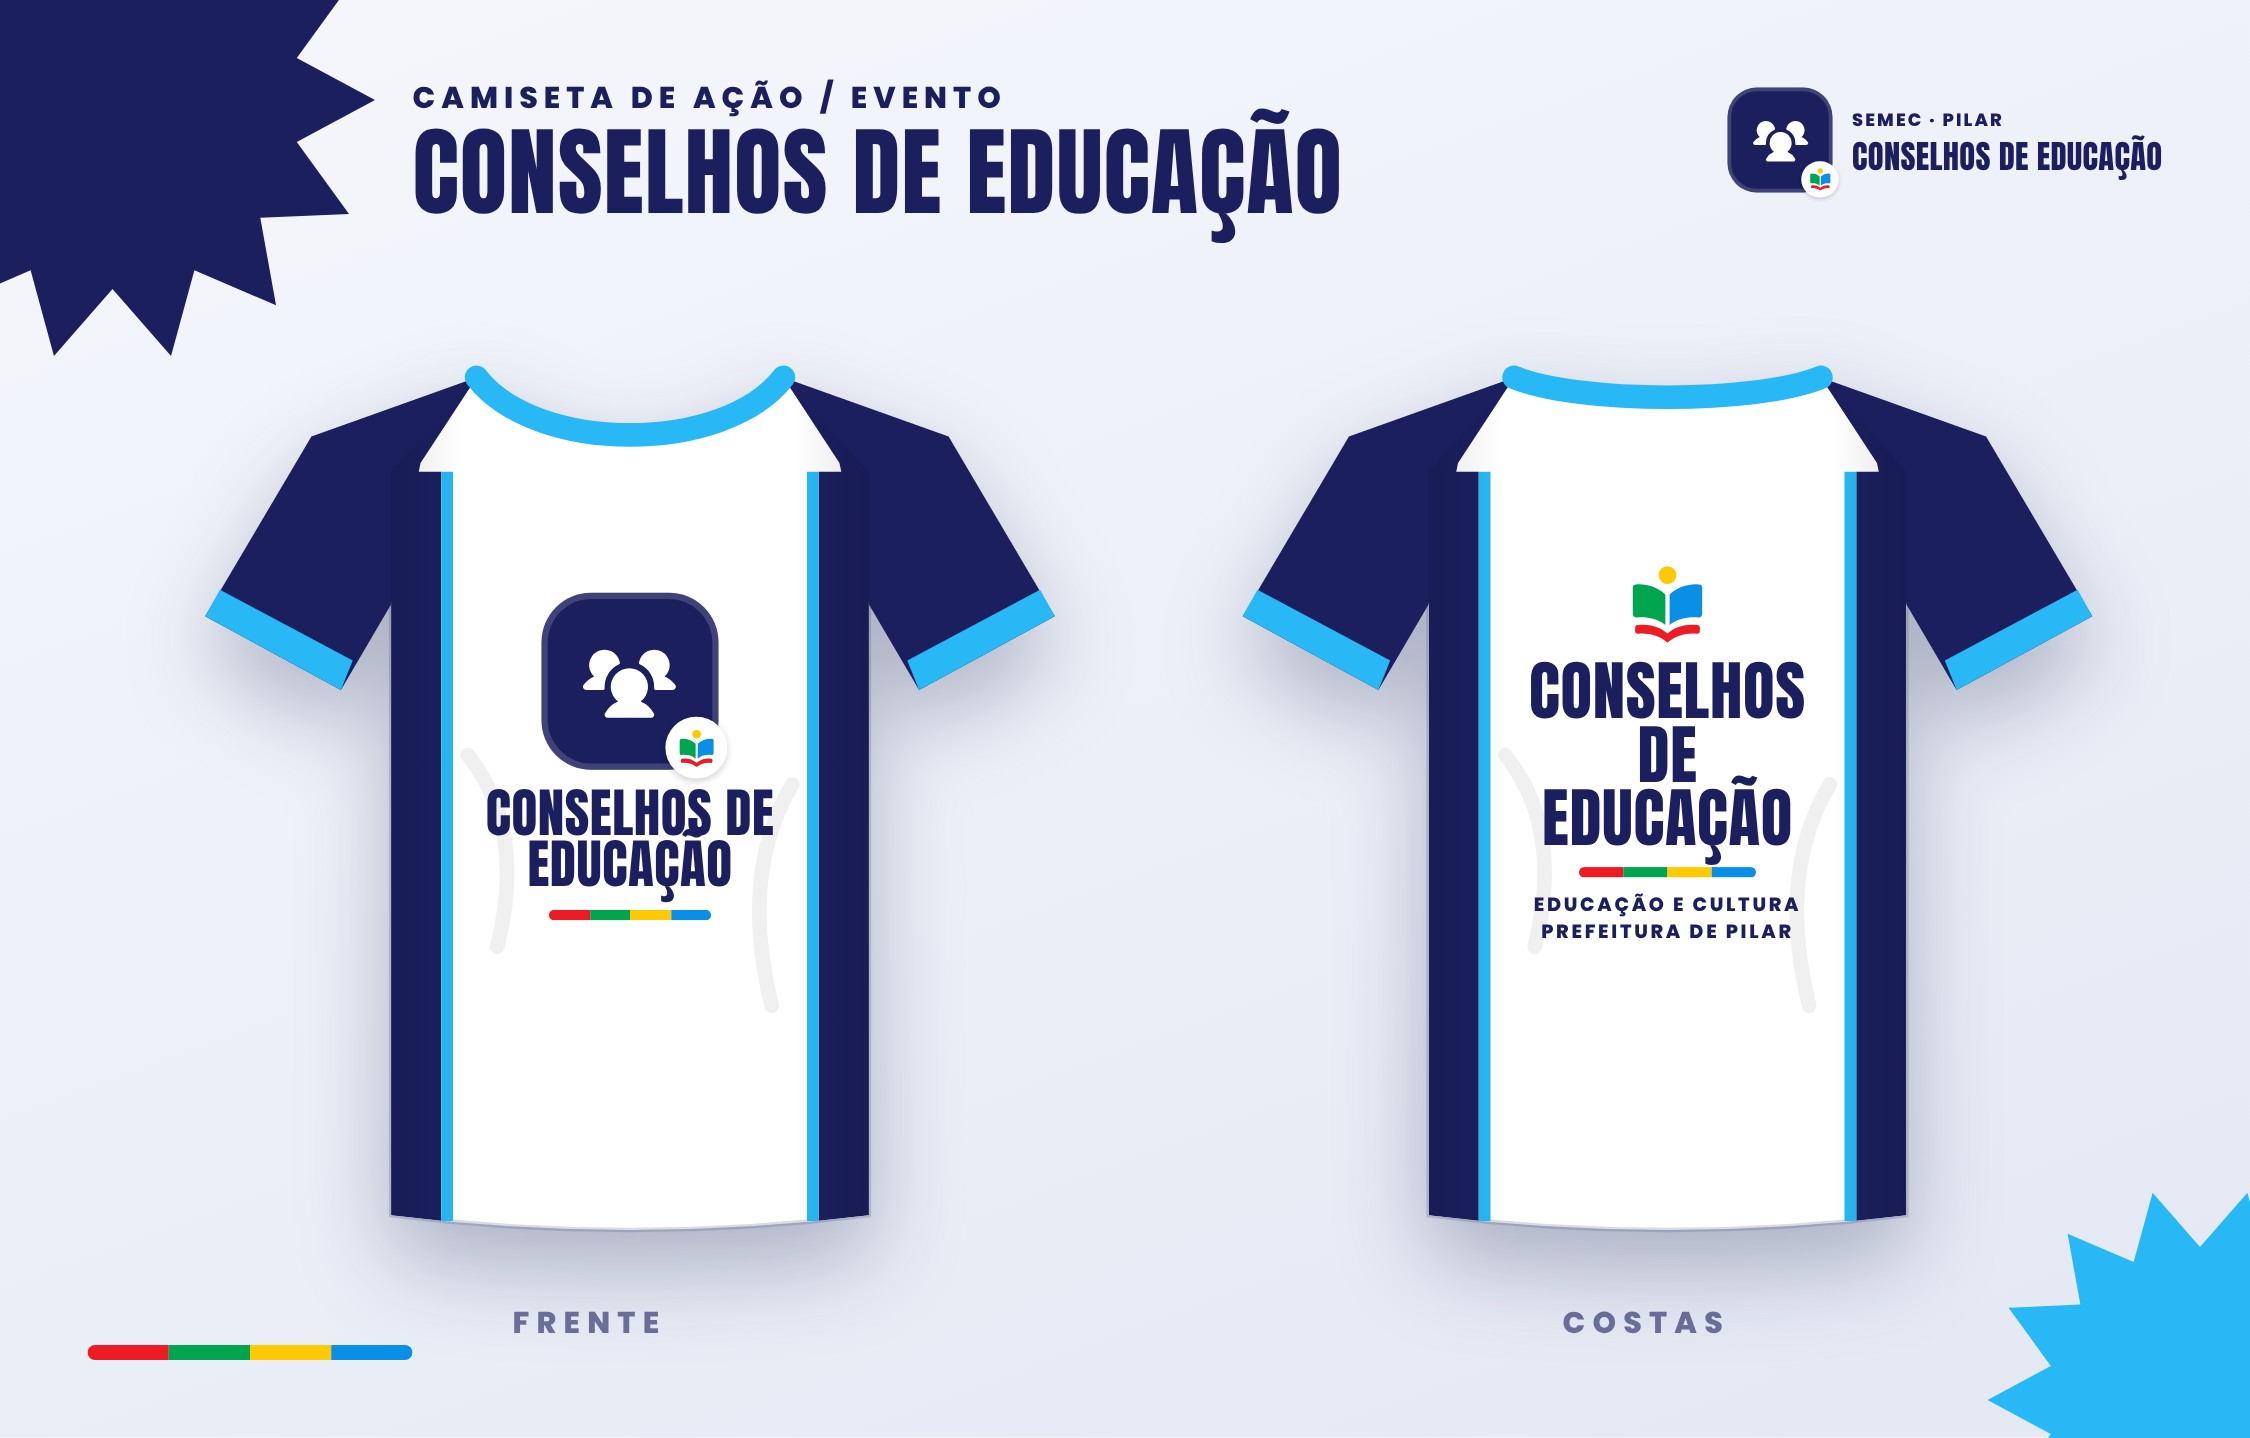 CAMISETA DE AÇÃO / EVENTO
CONSELHOS DE EDUCAÇÃO
SEMEC · PILAR
CONSELHOS DE EDUCAÇÃO
CONSELHOS DE
EDUCAÇÃO
CONSELHOS
DE
EDUCAÇÃO
EDUCAÇÃO E CULTURA
PREFEITURA DE PILAR
FRENTE
COSTAS